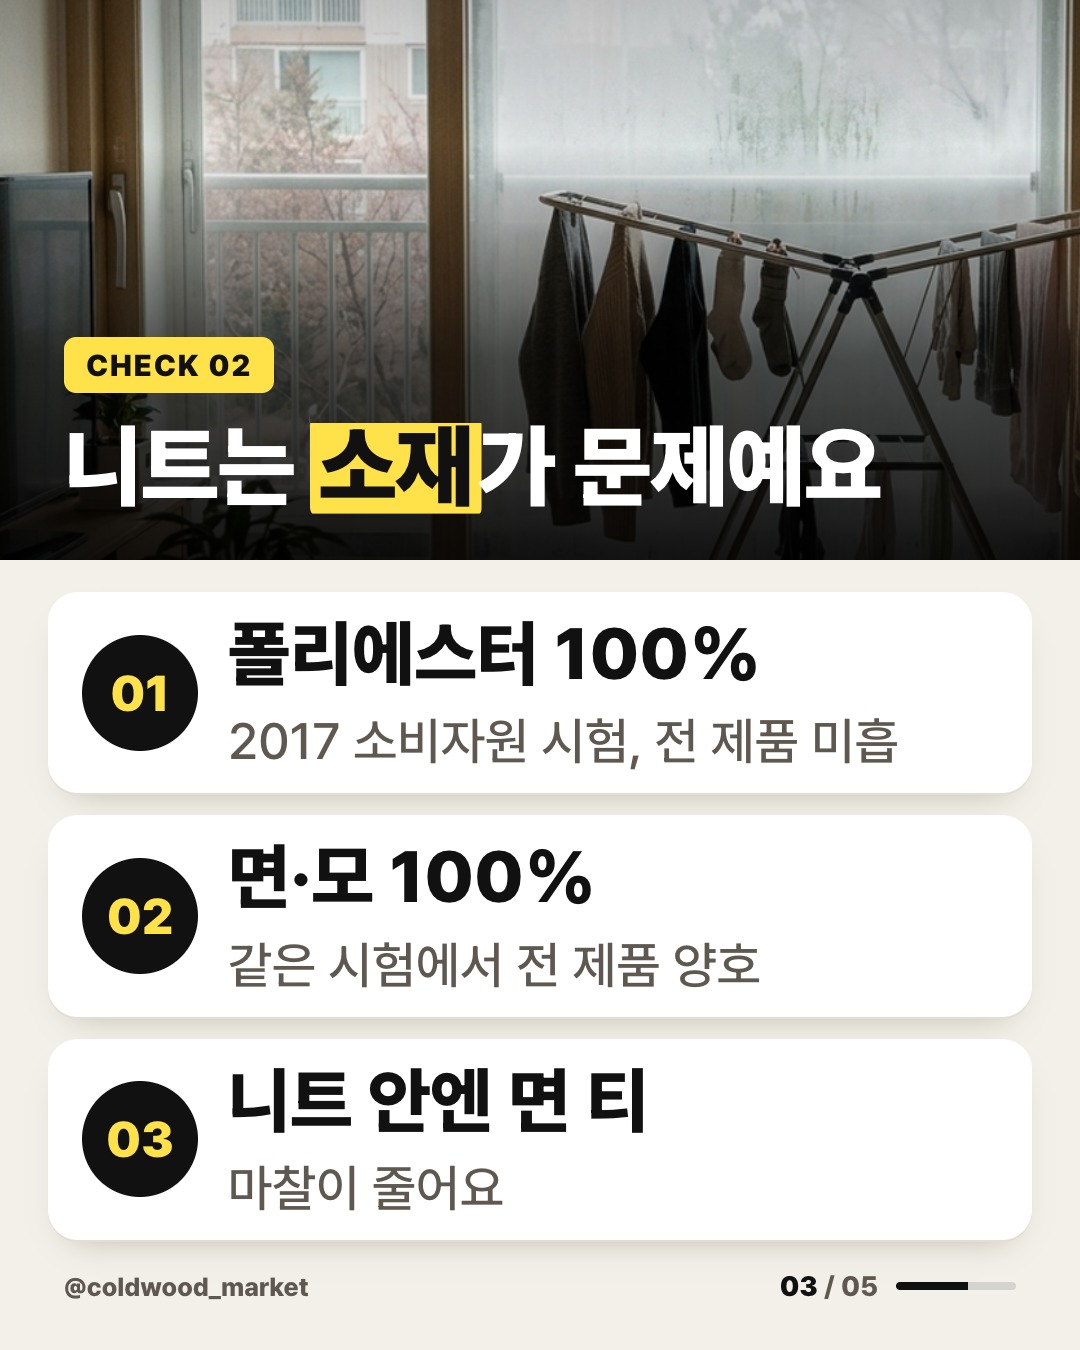 CHECK 02
니트는 소재가 문제예요
01
폴리에스터 100%
2017 소비자원 시험, 전 제품 미흡
02
면·모 100%
같은 시험에서 전 제품 양호
03
니트 안엔 면 티
마찰이 줄어요
@coldwood_market
03 / 05